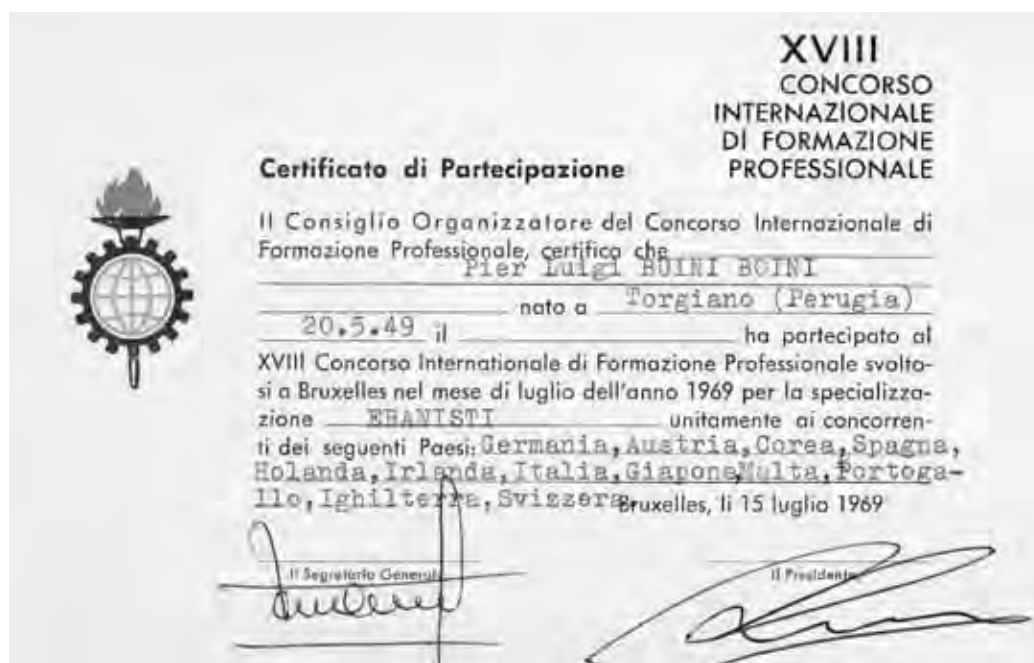 XVIII
CONCORSO
INTERNAZIONALE
DI FORMAZIONE
PROFESSIONALE
Certificato di Partecipazione
Il Consiglio Organizzatore del Concorso Internazionale di
Formazione Professionale, certifica che
Pier Luigi BOINI BOINI
nato a Torgiano (Perugia)
20.5.49 il ha partecipato al
XVIII Concorso Internationale di Formazione Professionale svolto-
si a Bruxelles nel mese di luglio dell'anno 1969 per la specializza-
zione EBANISTI unitamente ai concorren-
ti dei seguenti Paesi: Germania, Austria, Corea, Spagna,
Holanda, Irlanda, Italia, Giapone, Malta, Portoga-
llo, Ighilterra, Svizzera. Bruxelles, li 15 luglio 1969
Il Segretario Generale
Il Presidente